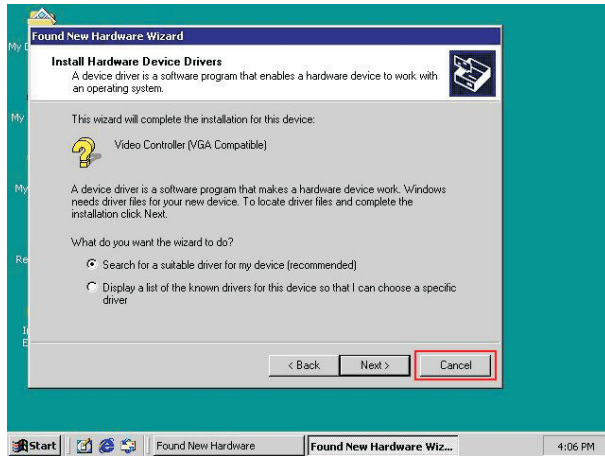 Found New Hardware Wizard
My D
Install Hardware Device Drivers
A device driver is a software program that enables a hardware device to work with
an operating system.
My
This wizard will complete the installation for this device:
Video Controller (VGA Compatible)
My
A device driver is a software program that makes a hardware device work. Windows
needs driver files for your new device. To locate driver files and complete the
installation click Next.
What do you want the wizard to do?
Re
Search for a suitable driver for my device (recommended)
Display a list of the known drivers for this device so that I can choose a specific
driver
In
E
< Back Next > Cancel
Start Found New Hardware Found New Hardware Wiz... 4:06 PM